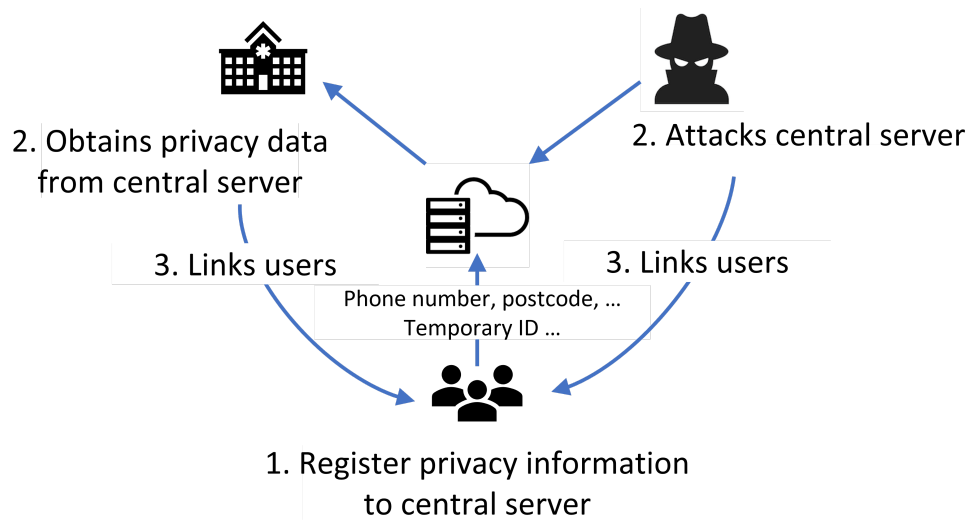 2. Obtains privacy data
from central server
2. Attacks central server
3. Links users
3. Links users
Phone number, postcode, ...
Temporary ID ...
1. Register privacy information
to central server